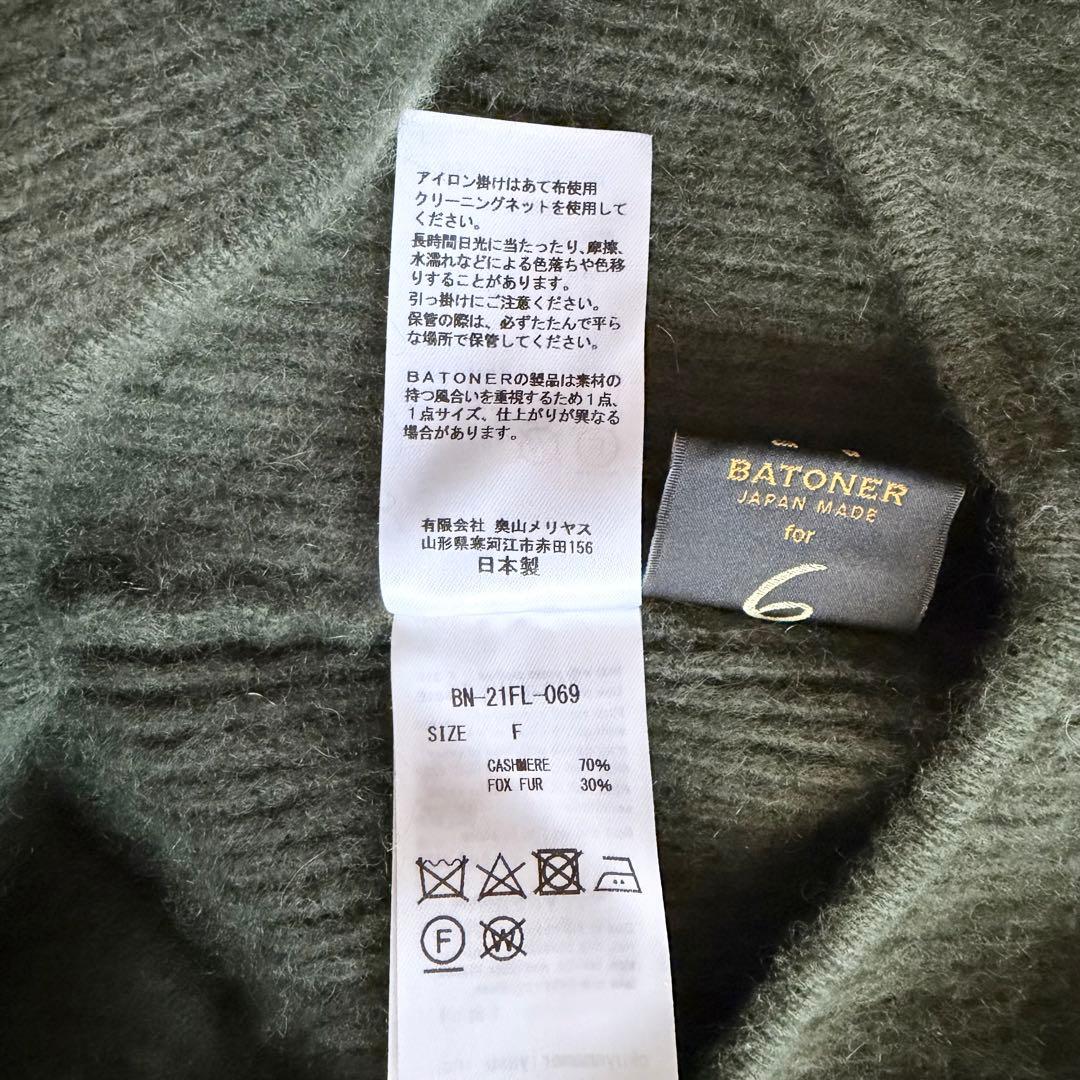 アイロン掛けはあて布使用
クリーニングネットを使用して
ください。
長時間日光に当たったり、摩擦、
水濡れなどによる色落ちや色移
りすることがあります。
引っ掛けにご注意ください。
保管の際は、必ずたたんで平ら
な場所で保管してください。
BATONERの製品は素材の
持つ風合いを重視するため1点、
1点サイズ、仕上がりが異なる
場合があります。
有限会社 奥山メリヤス
山形県寒河江市赤田156
日本製
BATONER
JAPAN MADE
for
6
BN-21FL-069
SIZE F
CASHMERE 70%
FOX FUR 30%
F
W